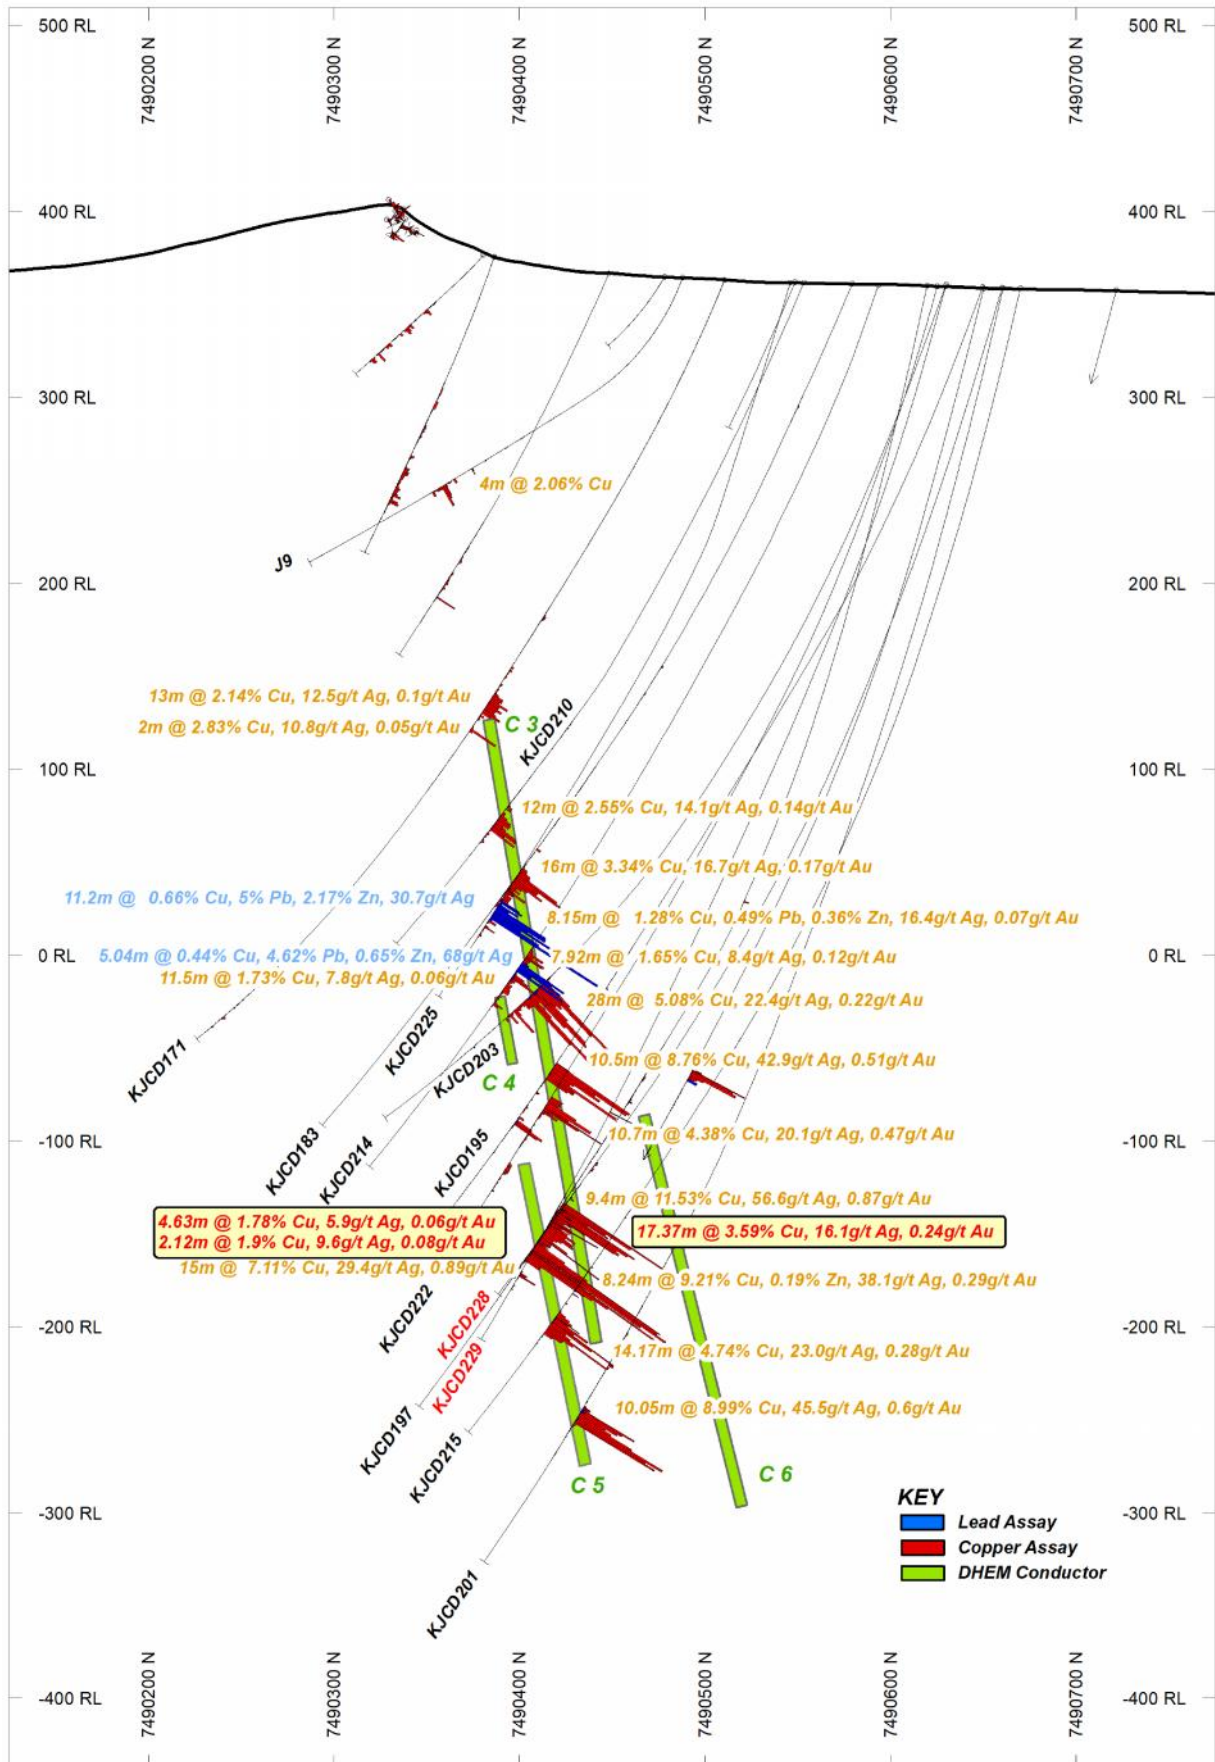 500 RL
500 RL
7490200 N
7490300 N
7490400 N
7490500 N
7490600 N
7490700 N
400 RL
400 RL
300 RL
300 RL
4m @ 2.06% Cu
J9
200 RL
200 RL
13m @ 2.14% Cu, 12.5g/t Ag, 0.1g/t Au
2m @ 2.83% Cu, 10.8g/t Ag, 0.05g/t Au
C 3
KJCD210
100 RL
100 RL
12m @ 2.55% Cu, 14.1g/t Ag, 0.14g/t Au
16m @ 3.34% Cu, 16.7g/t Ag, 0.17g/t Au
11.2m @ 0.66% Cu, 5% Pb, 2.17% Zn, 30.7g/t Ag
8.15m @ 1.28% Cu, 0.49% Pb, 0.36% Zn, 16.4g/t Ag, 0.07g/t Au
0 RL
5.04m @ 0.44% Cu, 4.62% Pb, 0.65% Zn, 68g/t Ag
7.92m @ 1.65% Cu, 8.4g/t Ag, 0.12g/t Au
0 RL
11.5m @ 1.73% Cu, 7.8g/t Ag, 0.06g/t Au
28m @ 5.08% Cu, 22.4g/t Ag, 0.22g/t Au
KJCD171
KJCD225
KJCD203
C 4
10.5m @ 8.76% Cu, 42.9g/t Ag, 0.51g/t Au
-100 RL
-100 RL
10.7m @ 4.38% Cu, 20.1g/t Ag, 0.47g/t Au
KJCD183
KJCD214
KJCD195
9.4m @ 11.53% Cu, 56.6g/t Ag, 0.87g/t Au
4.63m @ 1.78% Cu, 5.9g/t Ag, 0.06g/t Au
2.12m @ 1.9% Cu, 9.6g/t Ag, 0.08g/t Au
17.37m @ 3.59% Cu, 16.1g/t Ag, 0.24g/t Au
15m @ 7.11% Cu, 29.4g/t Ag, 0.89g/t Au
8.24m @ 9.21% Cu, 0.19% Zn, 38.1g/t Ag, 0.29g/t Au
KJCD222
KJCD228
KJCD229
-200 RL
-200 RL
14.17m @ 4.74% Cu, 23.0g/t Ag, 0.28g/t Au
10.05m @ 8.99% Cu, 45.5g/t Ag, 0.6g/t Au
KJCD197
KJCD215
C 5
C 6
-300 RL
-300 RL
KEY
Lead Assay
Copper Assay
DHEM Conductor
KJCD201
7490200 N
7490300 N
7490400 N
7490500 N
7490600 N
7490700 N
-400 RL
-400 RL